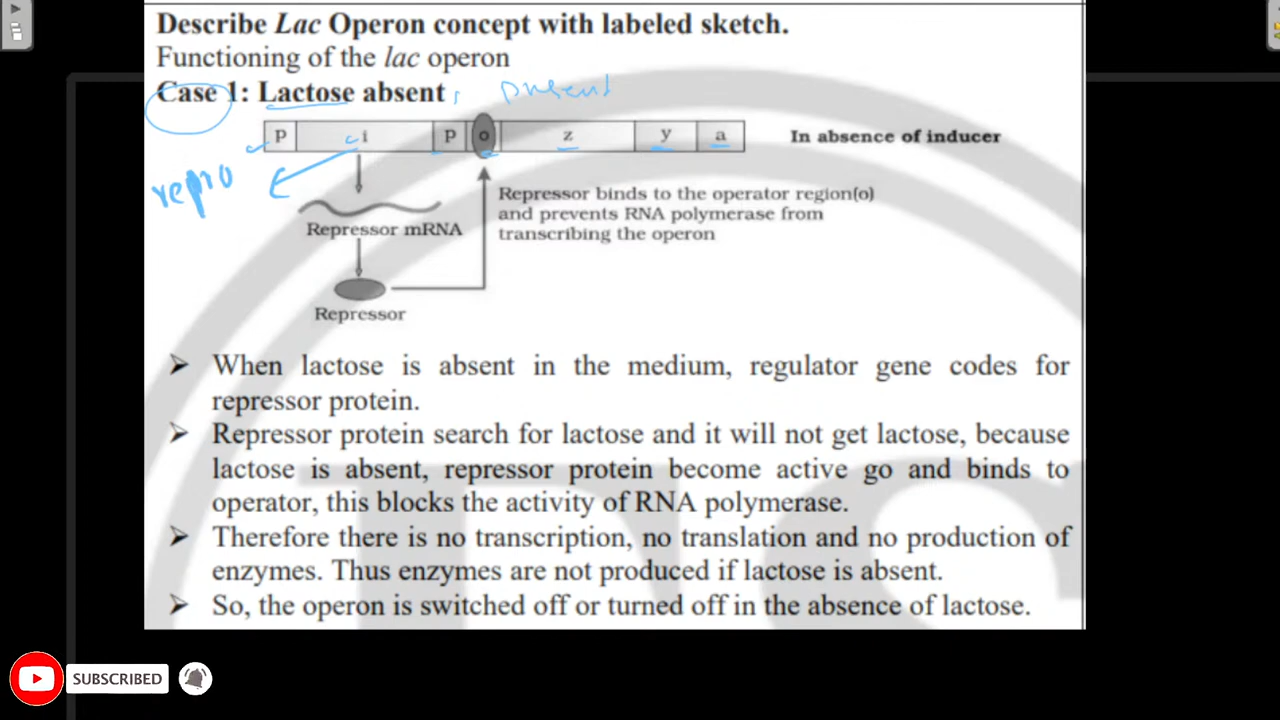 Describe Lac Operon concept with labeled sketch.
Functioning of the lac operon
Case 1: Lactose absent, present
p i p o z y a In absence of inducer
repro
Repressor binds to the operator region(o)
and prevents RNA polymerase from
transcribing the operon
Repressor mRNA
Repressor
➤ When lactose is absent in the medium, regulator gene codes for
repressor protein.
➤ Repressor protein search for lactose and it will not get lactose, because
lactose is absent, repressor protein become active go and binds to
operator, this blocks the activity of RNA polymerase.
➤ Therefore there is no transcription, no translation and no production of
enzymes. Thus enzymes are not produced if lactose is absent.
➤ So, the operon is switched off or turned off in the absence of lactose.
SUBSCRIBED